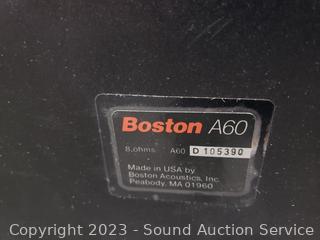 Boston A60
8 ohms A60 D 105390
Made in USA by
Boston Acoustics, Inc.
Peabody, MA 01960
Copyright 2023 - Sound Auction Service